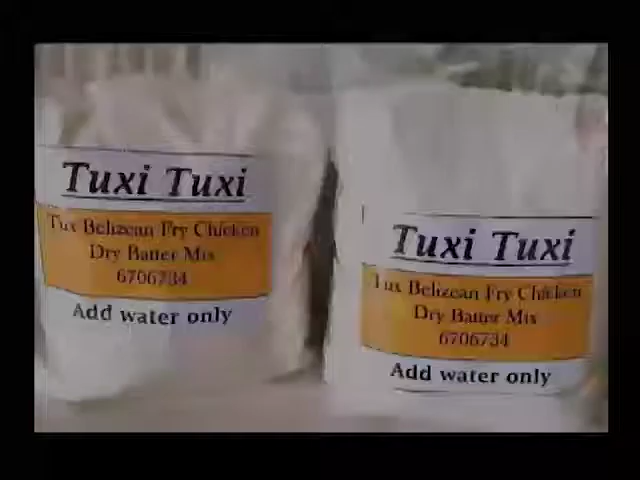 Tuxi Tuxi
Tux Belizean Fry Chicken
Dry Batter Mix
6706734
Add water only
Tuxi Tuxi
Tux Belizean Fry Chicken
Dry Batter Mix
6706734
Add water only